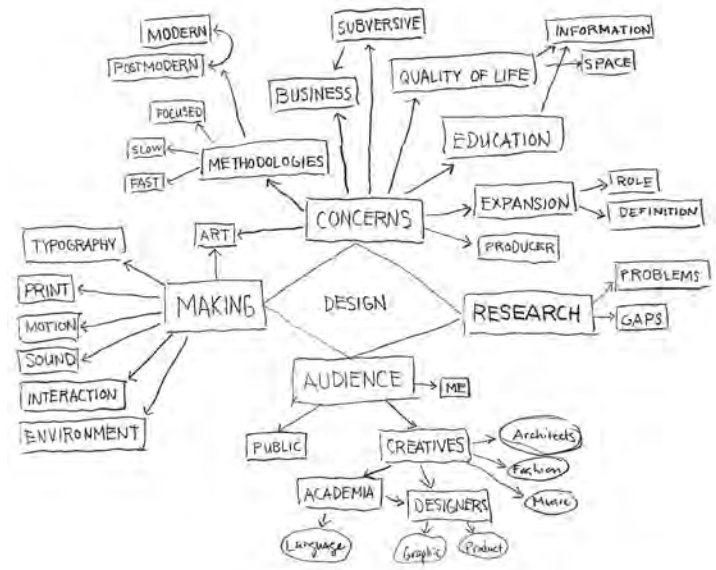 MODERN
SUBVERSIVE
INFORMATION
POSTMODERN
QUALITY OF LIFE
SPACE
BUSINESS
FOCUSED
EDUCATION
SLOW
METHODOLOGIES
FAST
EXPANSION
ROLE
DEFINITION
CONCERNS
ART
TYPOGRAPHY
PRODUCER
PRINT
MAKING
DESIGN
RESEARCH
PROBLEMS
MOTION
GAPS
SOUND
INTERACTION
AUDIENCE
ME
ENVIRONMENT
PUBLIC
CREATIVES
Architects
Fashion
ACADEMIA
DESIGNERS
Music
Language
Graphic
Product